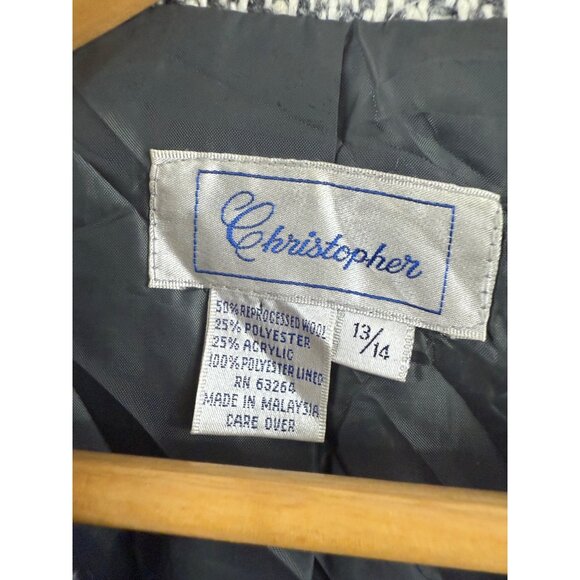 Christopher
50% REPROCESSED WOOL
25% POLYESTER
25% ACRYLIC
100% POLYESTER LINED
RN 63264
MADE IN MALAYSIA
CARE OVER
13/14